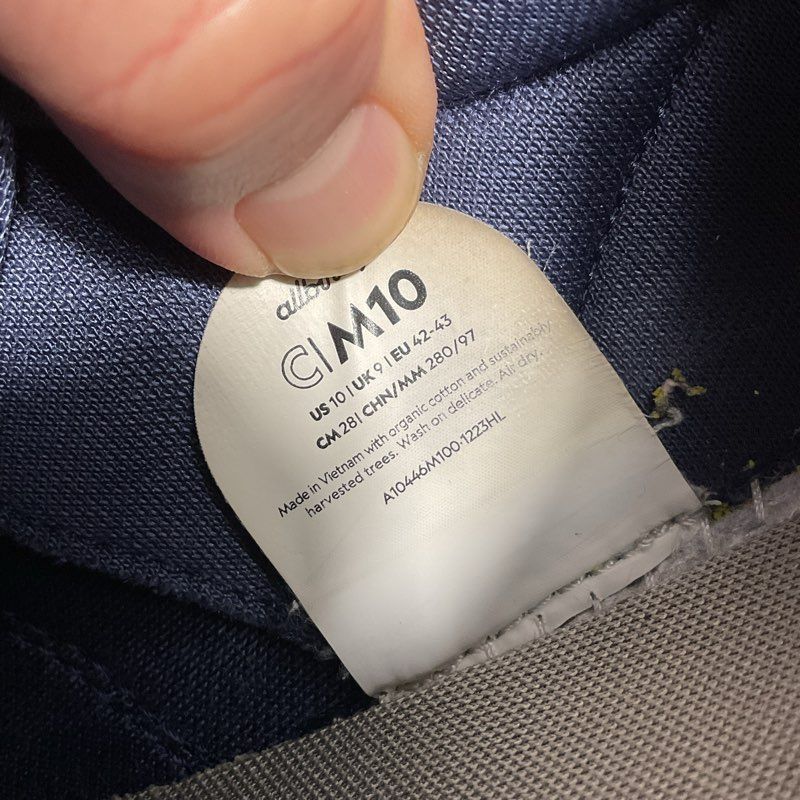 C|M10
US 10 | UK 9 | EU 42-43
CM 28 | CHN/MM 280/97
Made in Vietnam with organic cotton and sustainably
harvested trees. Wash on delicate. Air dry.
A10446M100-1223HL